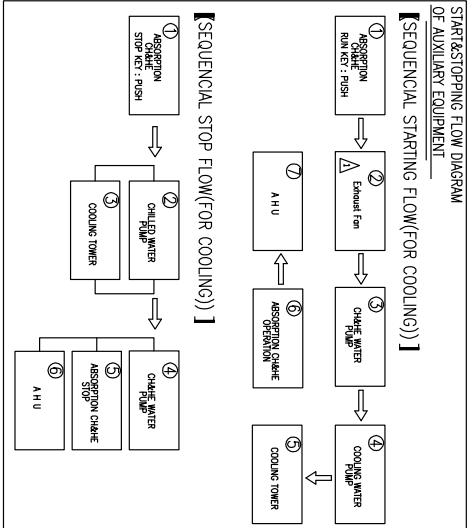 START&STOPPING FLOW DIAGRAM
OF AUXILIARY EQUIPMENT
【SEQUENCIAL STARTING FLOW(FOR COOLING))】
①
ABSORPTION
CH&HE
RUN KEY : PUSH
②
Exhaust Fan
1
③
CH&HE WATER
PUMP
④
COOLING WATER
PUMP
⑤
COOLING TOWER
⑥
ABSORPTION CH&HE
OPERATION
⑦
A H U
【SEQUENCIAL STOP FLOW(FOR COOLING))】
①
ABSORPTION
CH&HE
STOP KEY : PUSH
②
CHILLED WATER
PUMP
③
COOLING TOWER
④
CH&HE WATER
PUMP
⑤
ABSORPTION CH&HE
STOP
⑥
A H U